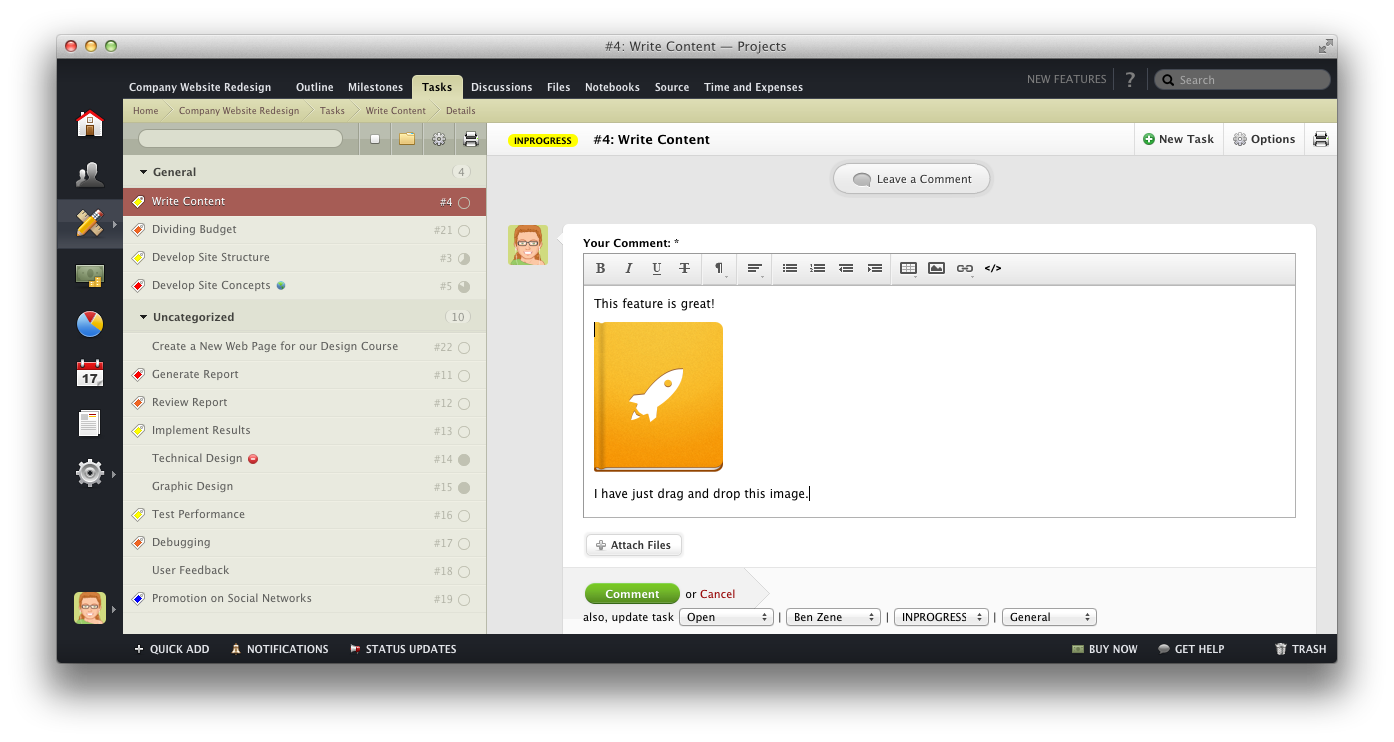 #4: Write Content — Projects
Company Website Redesign Outline Milestones Tasks Discussions Files Notebooks Source Time and Expenses NEW FEATURES ? Search
Home Company Website Redesign Tasks Write Content Details
INPROGRESS #4: Write Content New Task Options
Leave a Comment
General 4
Write Content #4
Dividing Budget #21
Develop Site Structure #3
Develop Site Concepts #5
Uncategorized 10
Create a New Web Page for our Design Course #22
Generate Report #11
Review Report #12
Implement Results #13
Technical Design #14
Graphic Design #15
Test Performance #16
Debugging #17
User Feedback #18
Promotion on Social Networks #19
17
Your Comment: *
B I U T ¶ </>
This feature is great!
I have just drag and drop this image.
Attach Files
Comment or Cancel
also, update task Open | Ben Zene | INPROGRESS | General
QUICK ADD NOTIFICATIONS STATUS UPDATES BUY NOW GET HELP TRASH